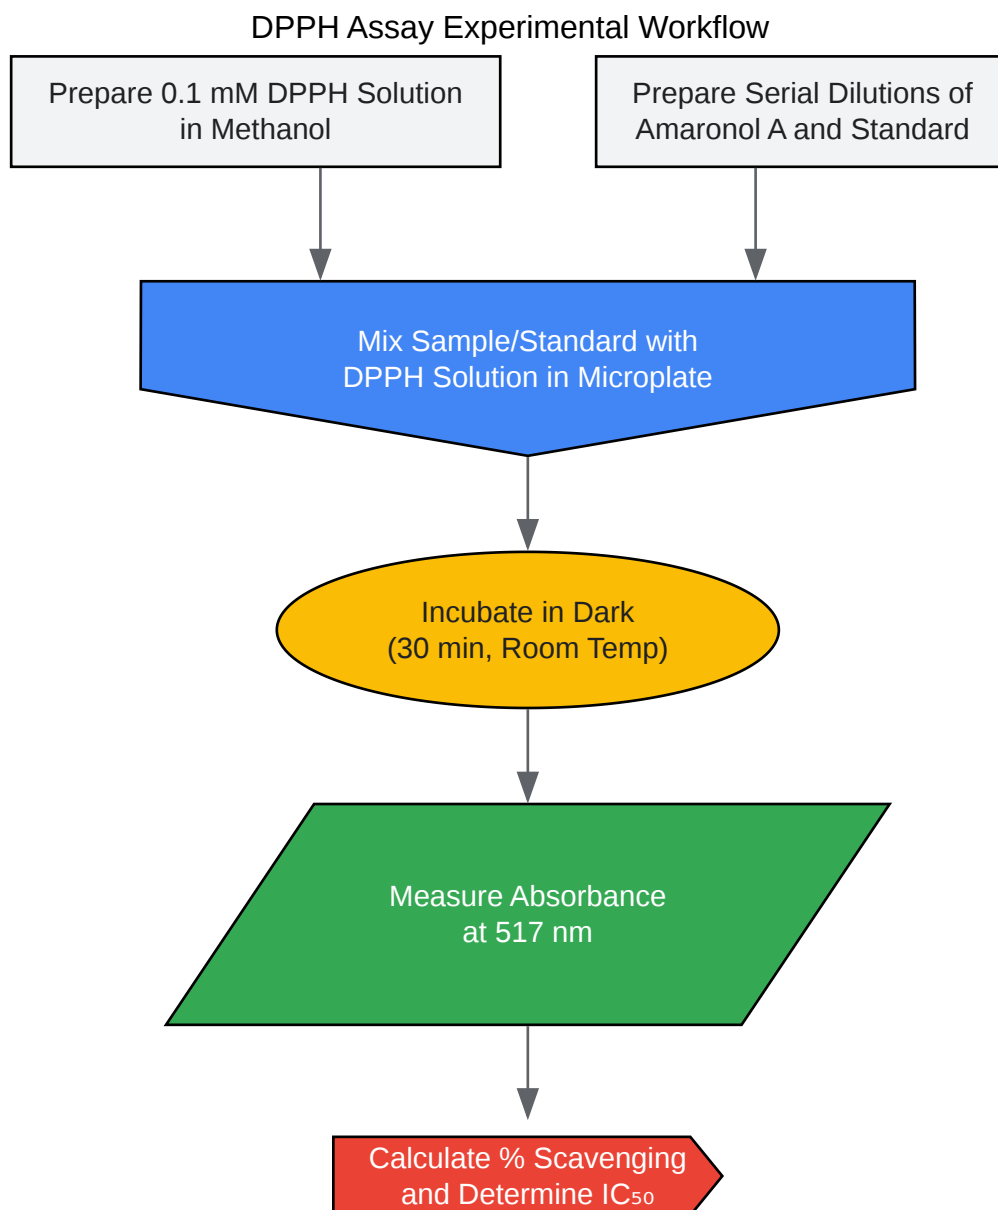 DPPH Assay Experimental Workflow
Prepare 0.1 mM DPPH Solution
in Methanol
Prepare Serial Dilutions of
Amaronol A and Standard
Mix Sample/Standard with
DPPH Solution in Microplate
Incubate in Dark
(30 min, Room Temp)
Measure Absorbance
at 517 nm
Calculate % Scavenging
and Determine IC₅₀